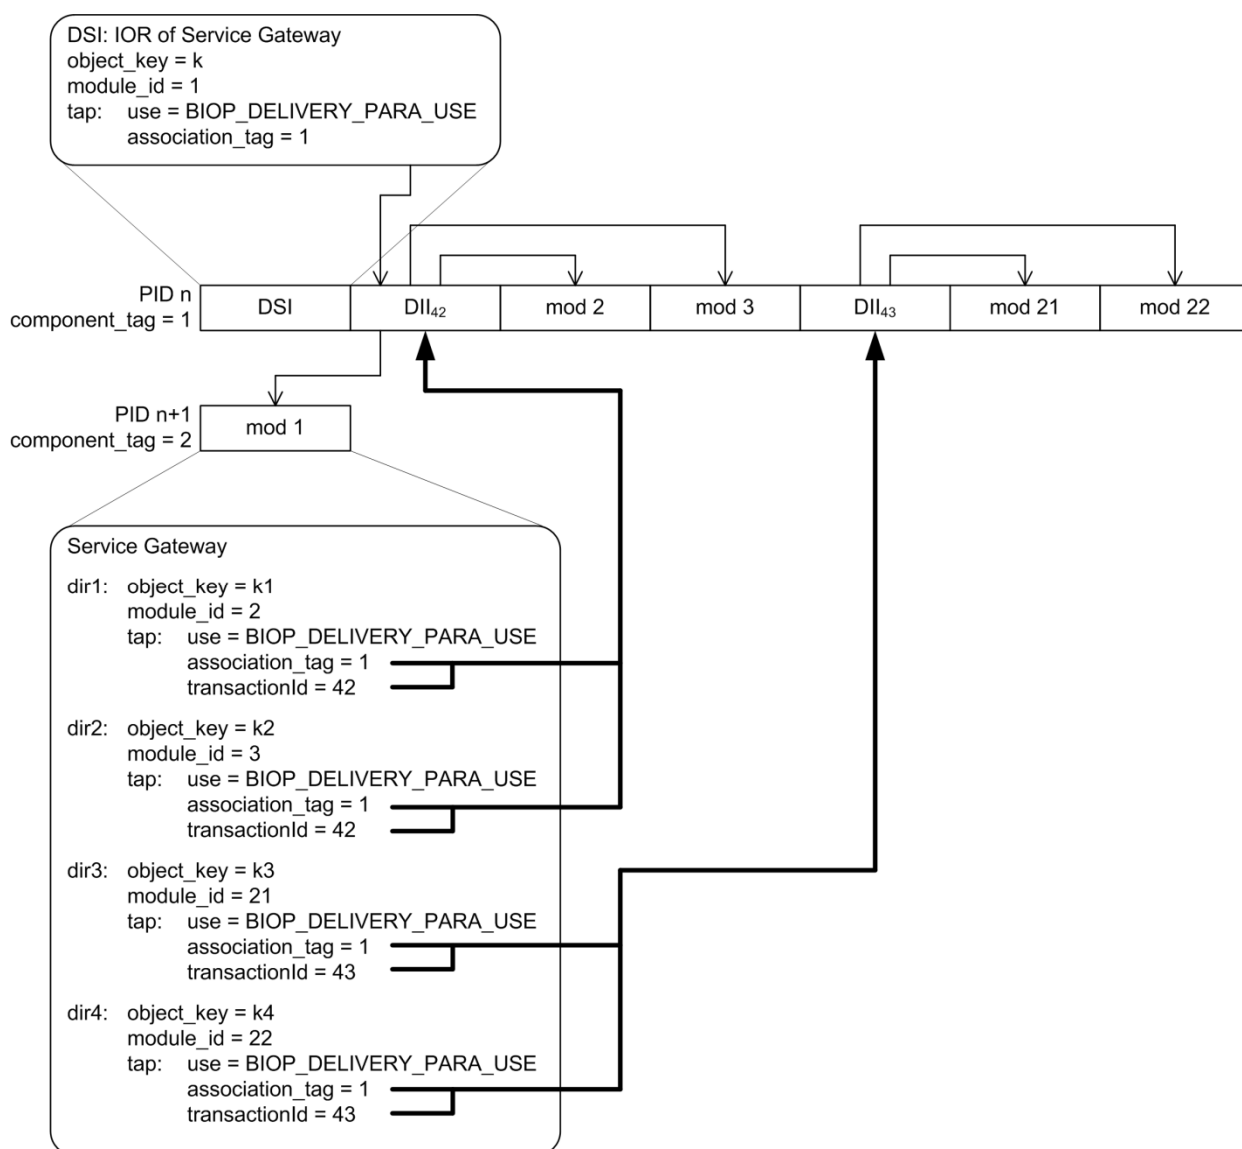 DSI: IOR of Service Gateway
object_key = k
module_id = 1
tap: use = BIOP_DELIVERY_PARA_USE
association_tag = 1
PID n
component_tag = 1
DSI
DII42
mod 2
mod 3
DII43
mod 21
mod 22
PID n+1
component_tag = 2
mod 1
Service Gateway
dir1: object_key = k1
module_id = 2
tap: use = BIOP_DELIVERY_PARA_USE
association_tag = 1
transactionId = 42
dir2: object_key = k2
module_id = 3
tap: use = BIOP_DELIVERY_PARA_USE
association_tag = 1
transactionId = 42
dir3: object_key = k3
module_id = 21
tap: use = BIOP_DELIVERY_PARA_USE
association_tag = 1
transactionId = 43
dir4: object_key = k4
module_id = 22
tap: use = BIOP_DELIVERY_PARA_USE
association_tag = 1
transactionId = 43